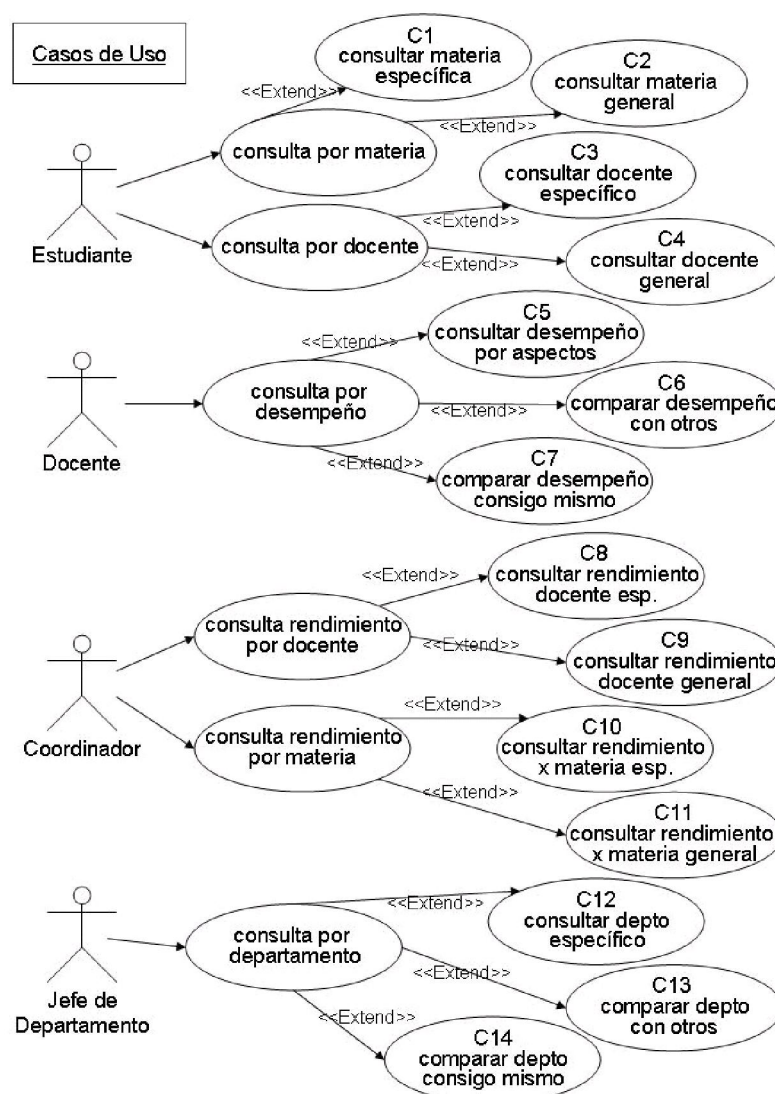 Casos de Uso
C1
consultar materia
específica
<<Extend>>
C2
consultar materia
general
<<Extend>>
consulta por materia
C3
consultar docente
específico
<<Extend>>
Estudiante
consulta por docente
C4
consultar docente
general
<<Extend>>
C5
consultar desempeño
por aspectos
<<Extend>>
consulta por
desempeño
C6
comparar desempeño
con otros
<<Extend>>
Docente
<<Extend>>
C7
comparar desempeño
consigo mismo
C8
consultar rendimiento
docente esp.
<<Extend>>
consulta rendimiento
por docente
<<Extend>>
C9
consultar rendimiento
docente general
Coordinador
consulta rendimiento
por materia
<<Extend>>
C10
consultar rendimiento
x materia esp.
<<Extend>>
C11
consultar rendimiento
x materia general
<<Extend>>
C12
consultar depto
específico
consulta por
departamento
<<Extend>>
C13
comparar depto
con otros
Jefe de
Departamento
<<Extend>>
C14
comparar depto
consigo mismo